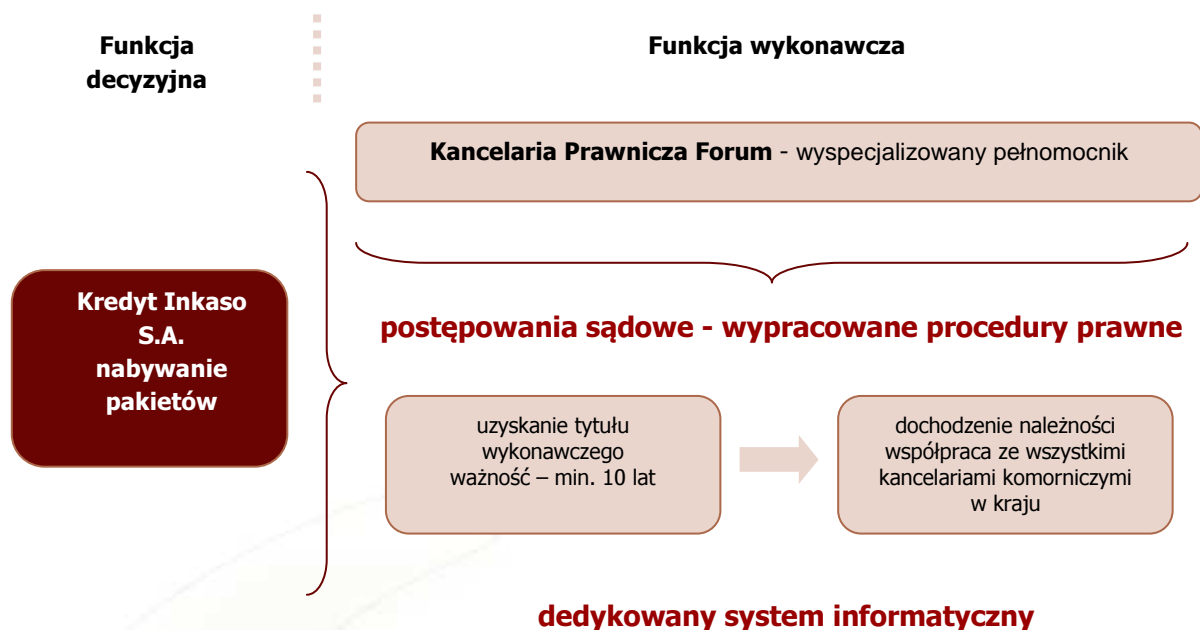 Funkcja
decyzyjna
Funkcja wykonawcza
Kancelaria Prawnicza Forum - wyspecjalizowany pełnomocnik
Kredyt Inkaso
S.A.
nabywanie
pakietów
postępowania sądowe - wypracowane procedury prawne
uzyskanie tytułu
wykonawczego
ważność – min. 10 lat
dochodzenie należności
współpraca ze wszystkimi
kancelariami komorniczymi
w kraju
dedykowany system informatyczny